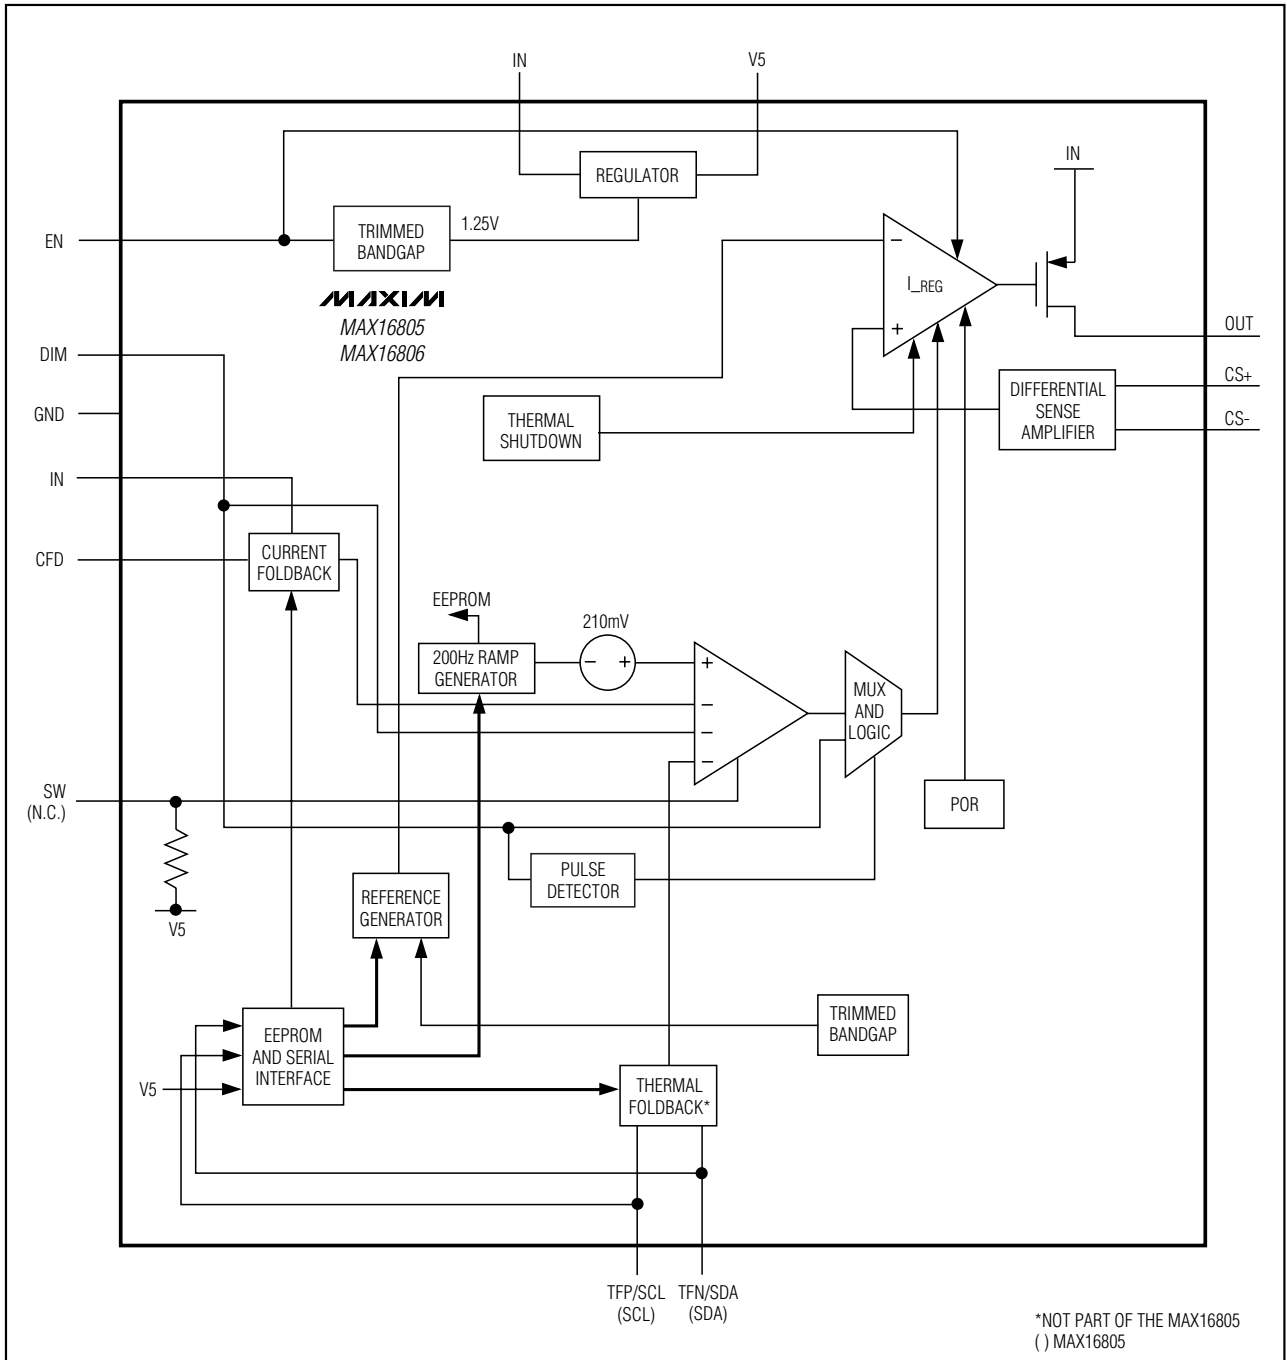 IN
V5
IN
REGULATOR
EN
TRIMMED
BANDGAP
1.25V
MAXIM
MAX16805
MAX16806
−
I_REG
+
OUT
DIM
GND
THERMAL
SHUTDOWN
DIFFERENTIAL
SENSE
AMPLIFIER
CS+
CS-
IN
CFD
CURRENT
FOLDBACK
EEPROM
210mV
200Hz RAMP
GENERATOR
− +
+
−
−
−
MUX
AND
LOGIC
SW
(N.C.)
POR
V5
PULSE
DETECTOR
REFERENCE
GENERATOR
TRIMMED
BANDGAP
EEPROM
AND SERIAL
INTERFACE
V5
THERMAL
FOLDBACK*
TFP/SCL
(SCL)
TFN/SDA
(SDA)
*NOT PART OF THE MAX16805
( ) MAX16805